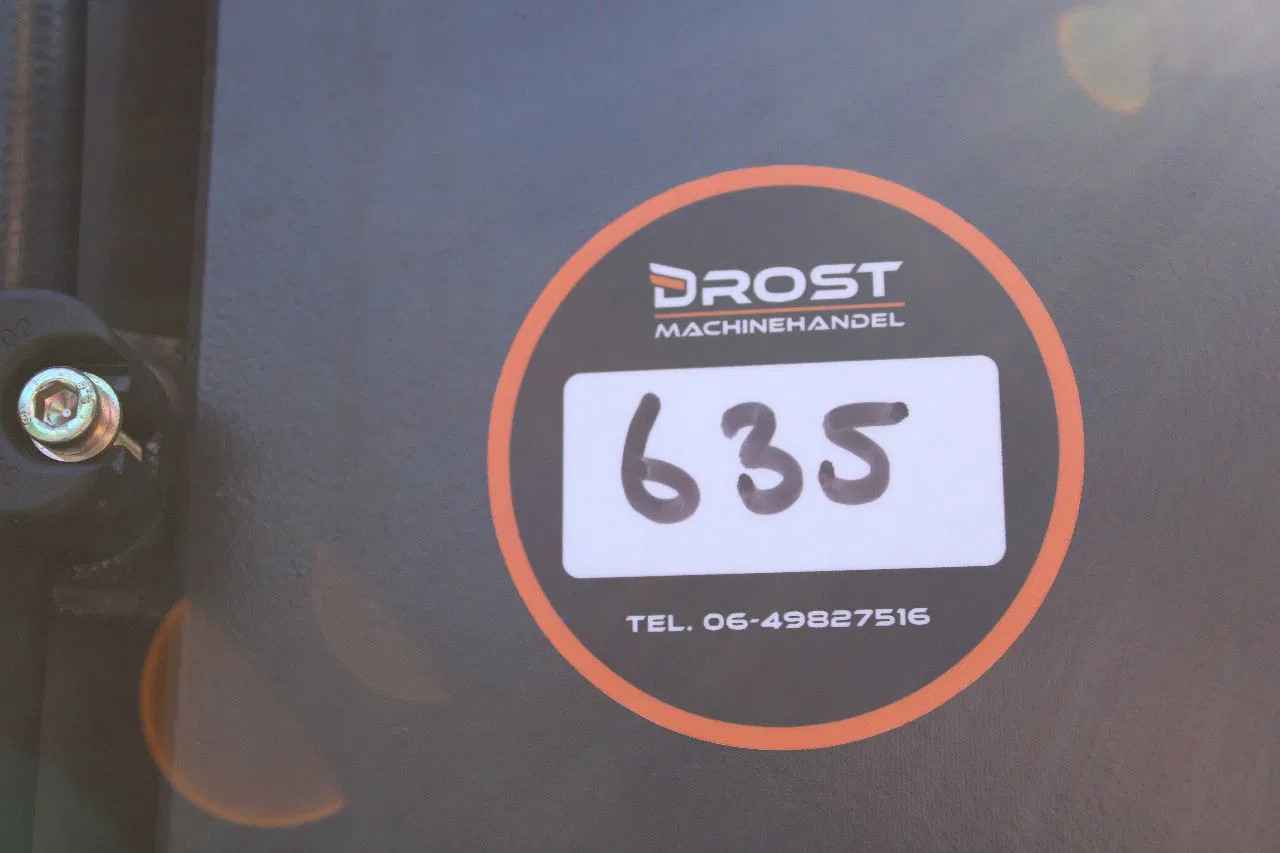 DROST
MACHINEHANDEL
635
TEL. 06-49827516